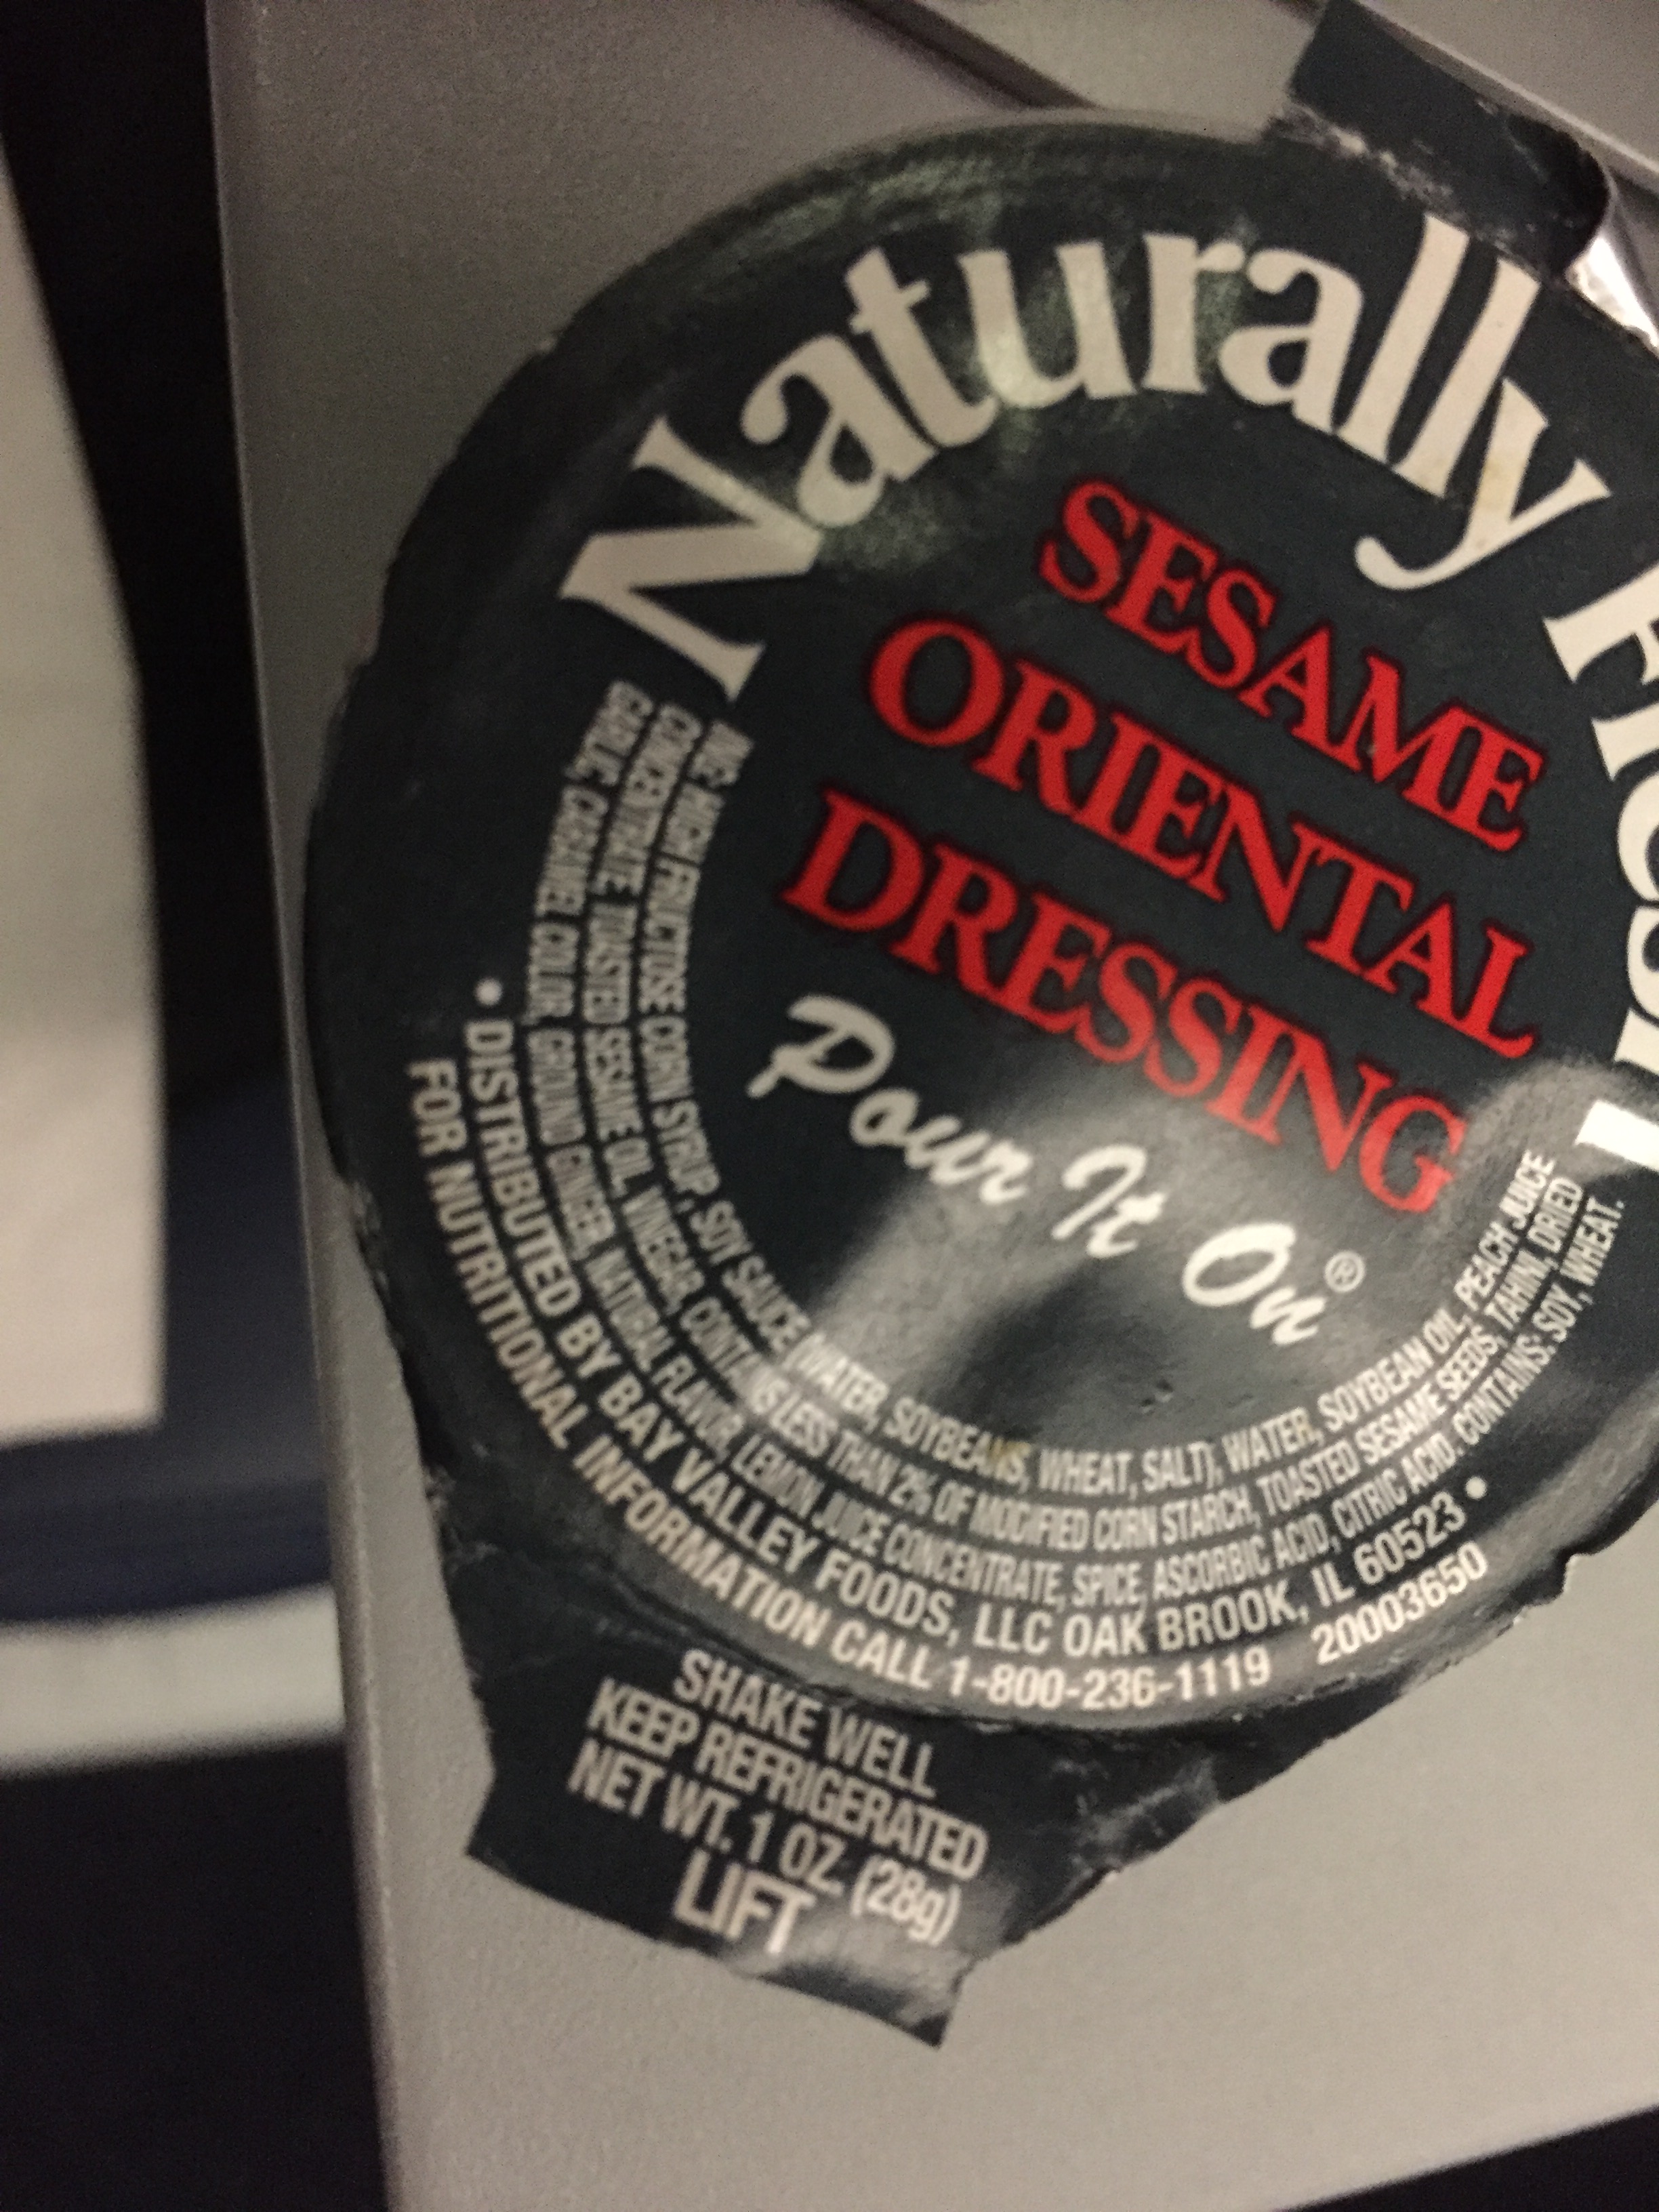 Naturally Fresh
SESAME
ORIENTAL
DRESSING
Pour It On®
ING: HIGH FRUCTOSE CORN SYRUP, SOY SAUCE (WATER, SOYBEANS, WHEAT, SALT), WATER, SOYBEAN OIL, PEACH JUICE
CONCENTRATE, TOASTED SESAME OIL, VINEGAR, CONTAINS LESS THAN 2% OF MODIFIED CORN STARCH, TOASTED SESAME SEEDS, TAHINI, DRIED
GARLIC, CARAMEL COLOR, GROUND GINGER, NATURAL FLAVOR, LEMON JUICE CONCENTRATE, SPICE, ASCORBIC ACID, CITRIC ACID. CONTAINS: SOY, WHEAT.
• DISTRIBUTED BY BAY VALLEY FOODS, LLC OAK BROOK, IL 60523 •
FOR NUTRITIONAL INFORMATION CALL 1-800-236-1119 20003650
SHAKE WELL
KEEP REFRIGERATED
NET WT. 1 OZ. (28g)
LIFT